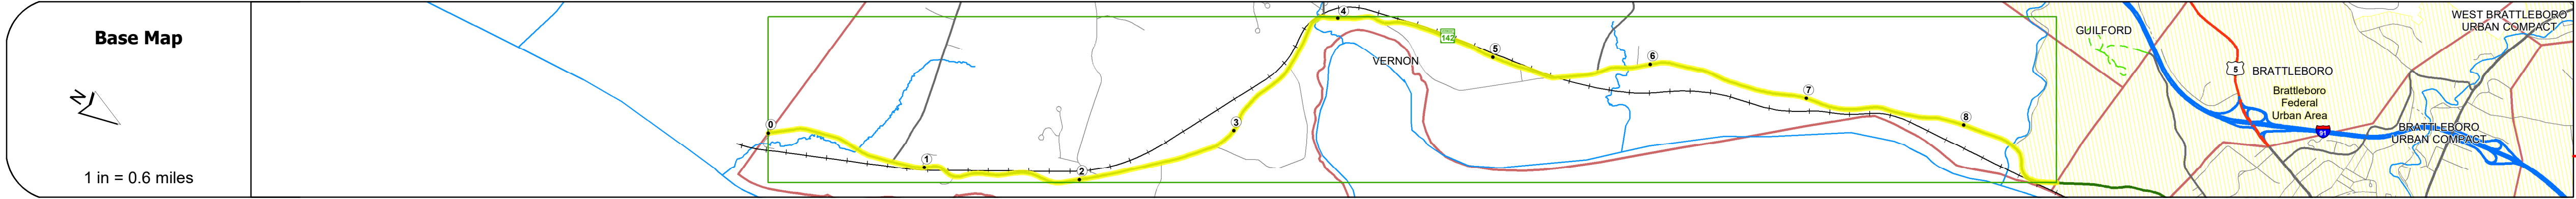 Base Map
N
1 in = 0.6 miles
0
1
2
3
4
142
VERNON
5
6
7
8
GUILFORD
5
BRATTLEBORO
Brattleboro
Federal
Urban Area
91
WEST BRATTLEBORO
URBAN COMPACT
BRATTLEBORO
URBAN COMPACT